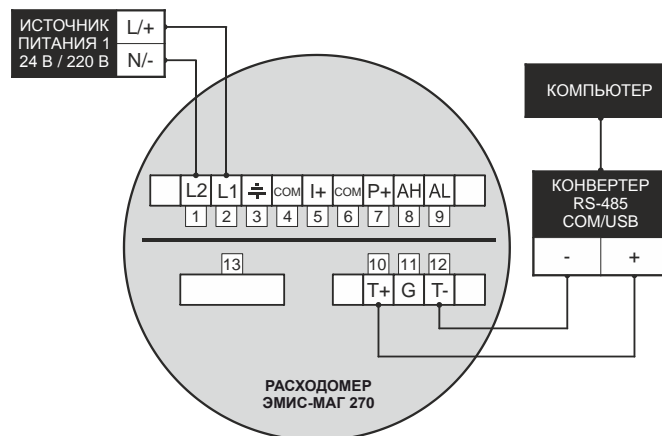 ИСТОЧНИК
ПИТАНИЯ 1
24 В / 220 В
L/+
N/-
КОМПЬЮТЕР
КОНВЕРТЕР
RS-485
COM/USB
- +
L2 L1 COM I+ COM P+ AH AL
1 2 3 4 5 6 7 8 9
13 10 11 12
T+ G T-
РАСХОДОМЕР
ЭМИС-МАГ 270